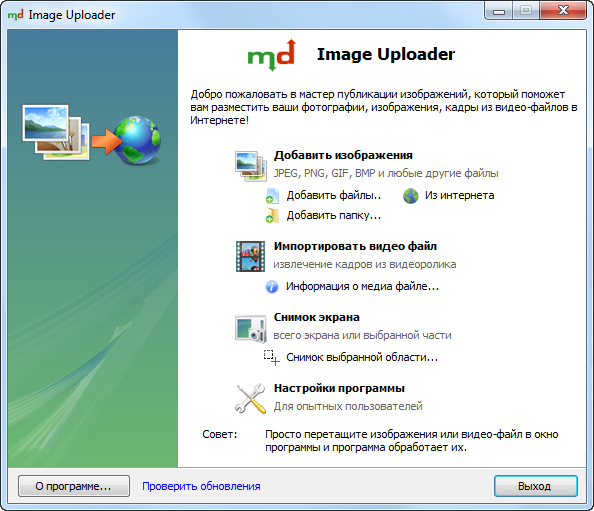 md Image Uploader
md Image Uploader
Добро пожаловать в мастер публикации изображений, который поможет
вам разместить ваши фотографии, изображения, кадры из видео-файлов в
Интернете!
Добавить изображения
JPEG, PNG, GIF, BMP и любые другие файлы
Добавить файлы.. Из интернета
Добавить папку...
Импортировать видео файл
извлечение кадров из видеоролика
Информация о медиа файле...
Снимок экрана
всего экрана или выбранной части
Снимок выбранной области...
Настройки программы
Для опытных пользователей
Совет: Просто перетащите изображения или видео-файл в окно
программы и программа обработает их.
О программе... Проверить обновления Выход